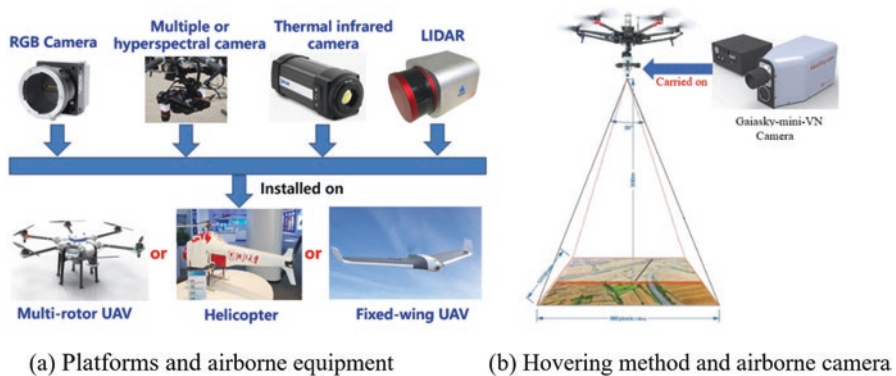 RGB Camera
Multiple or
hyperspectral camera
Thermal infrared
camera
LIDAR
Installed on
or
or
Multi-rotor UAV
Helicopter
Fixed-wing UAV
Carried on
Gaiasky-mini-VN
Camera
(a) Platforms and airborne equipment
(b) Hovering method and airborne camera